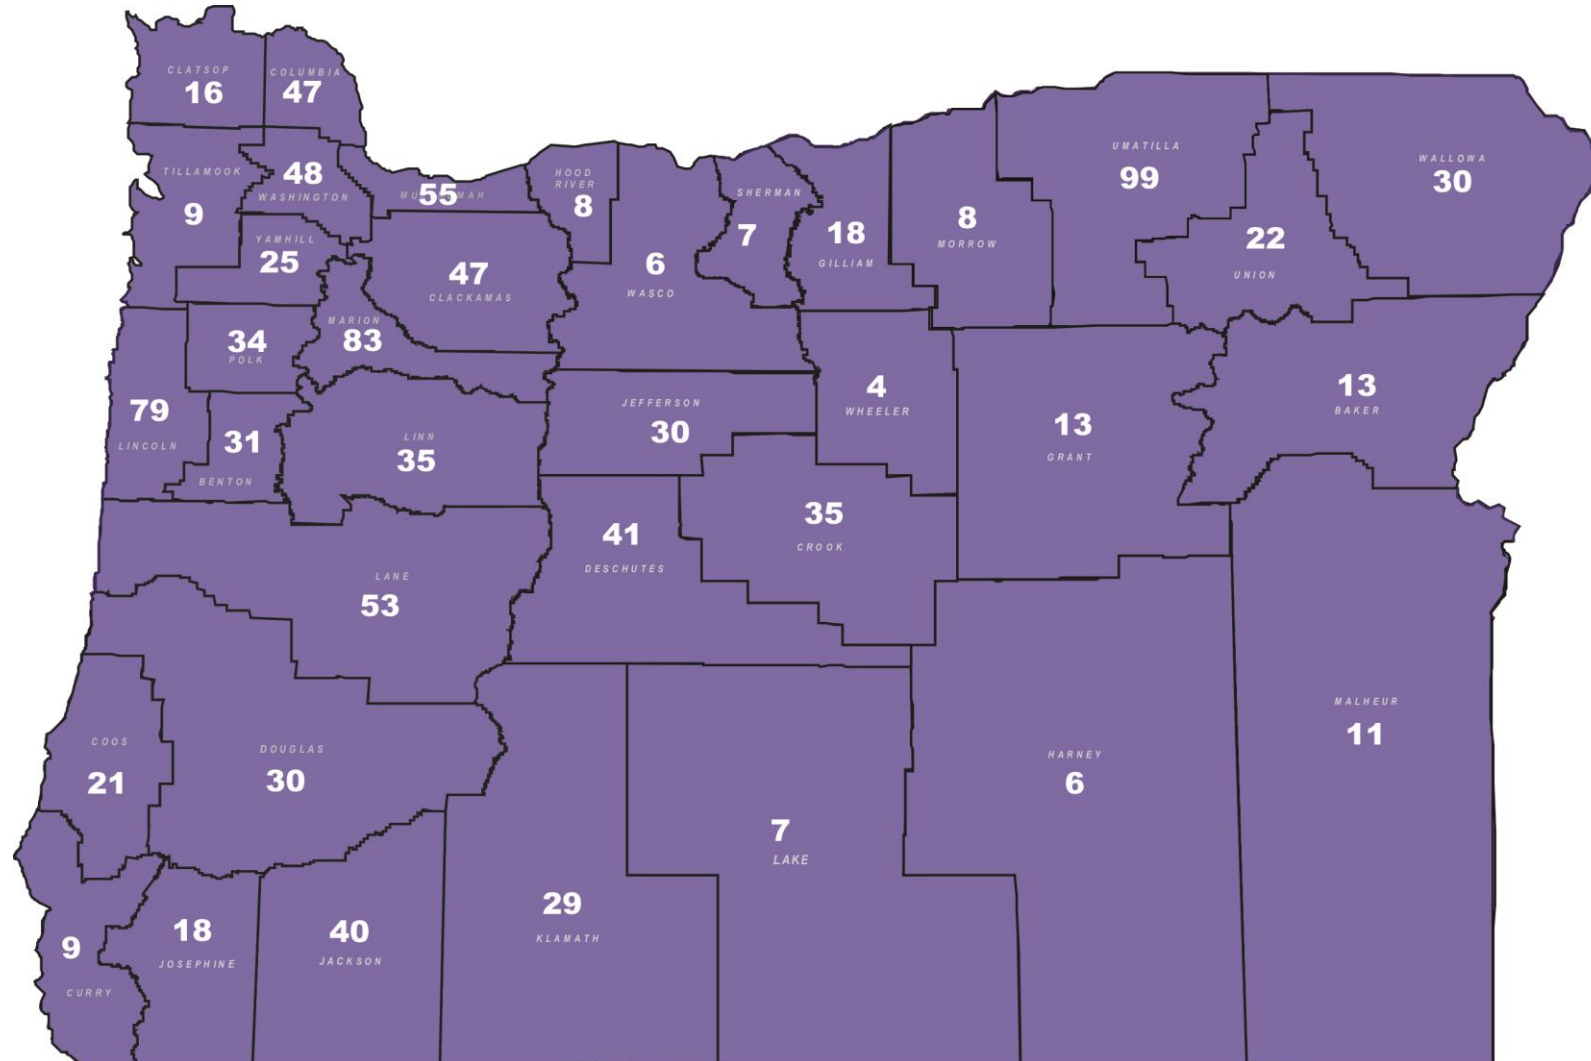 CLATSOP
16
COLUMBIA
47
TILLAMOOK
9
48
WASHINGTON
55
HOOD
RIVER
8
6
WASCO
SHERMAN
7
18
GILLIAM
8
MORROW
UMATILLA
99
22
UNION
WALLOWA
30
YAMHILL
25
47
CLACKAMAS
MARION
83
34
POLK
79
LINCOLN
31
BENTON
LINN
35
JEFFERSON
30
4
WHEELER
13
GRANT
13
BAKER
41
DESCHUTES
35
CROOK
LANE
53
COOS
21
DOUGLAS
30
HARNEY
6
MALHEUR
11
7
LAKE
29
KLAMATH
9
CURRY
18
JOSEPHINE
40
JACKSON